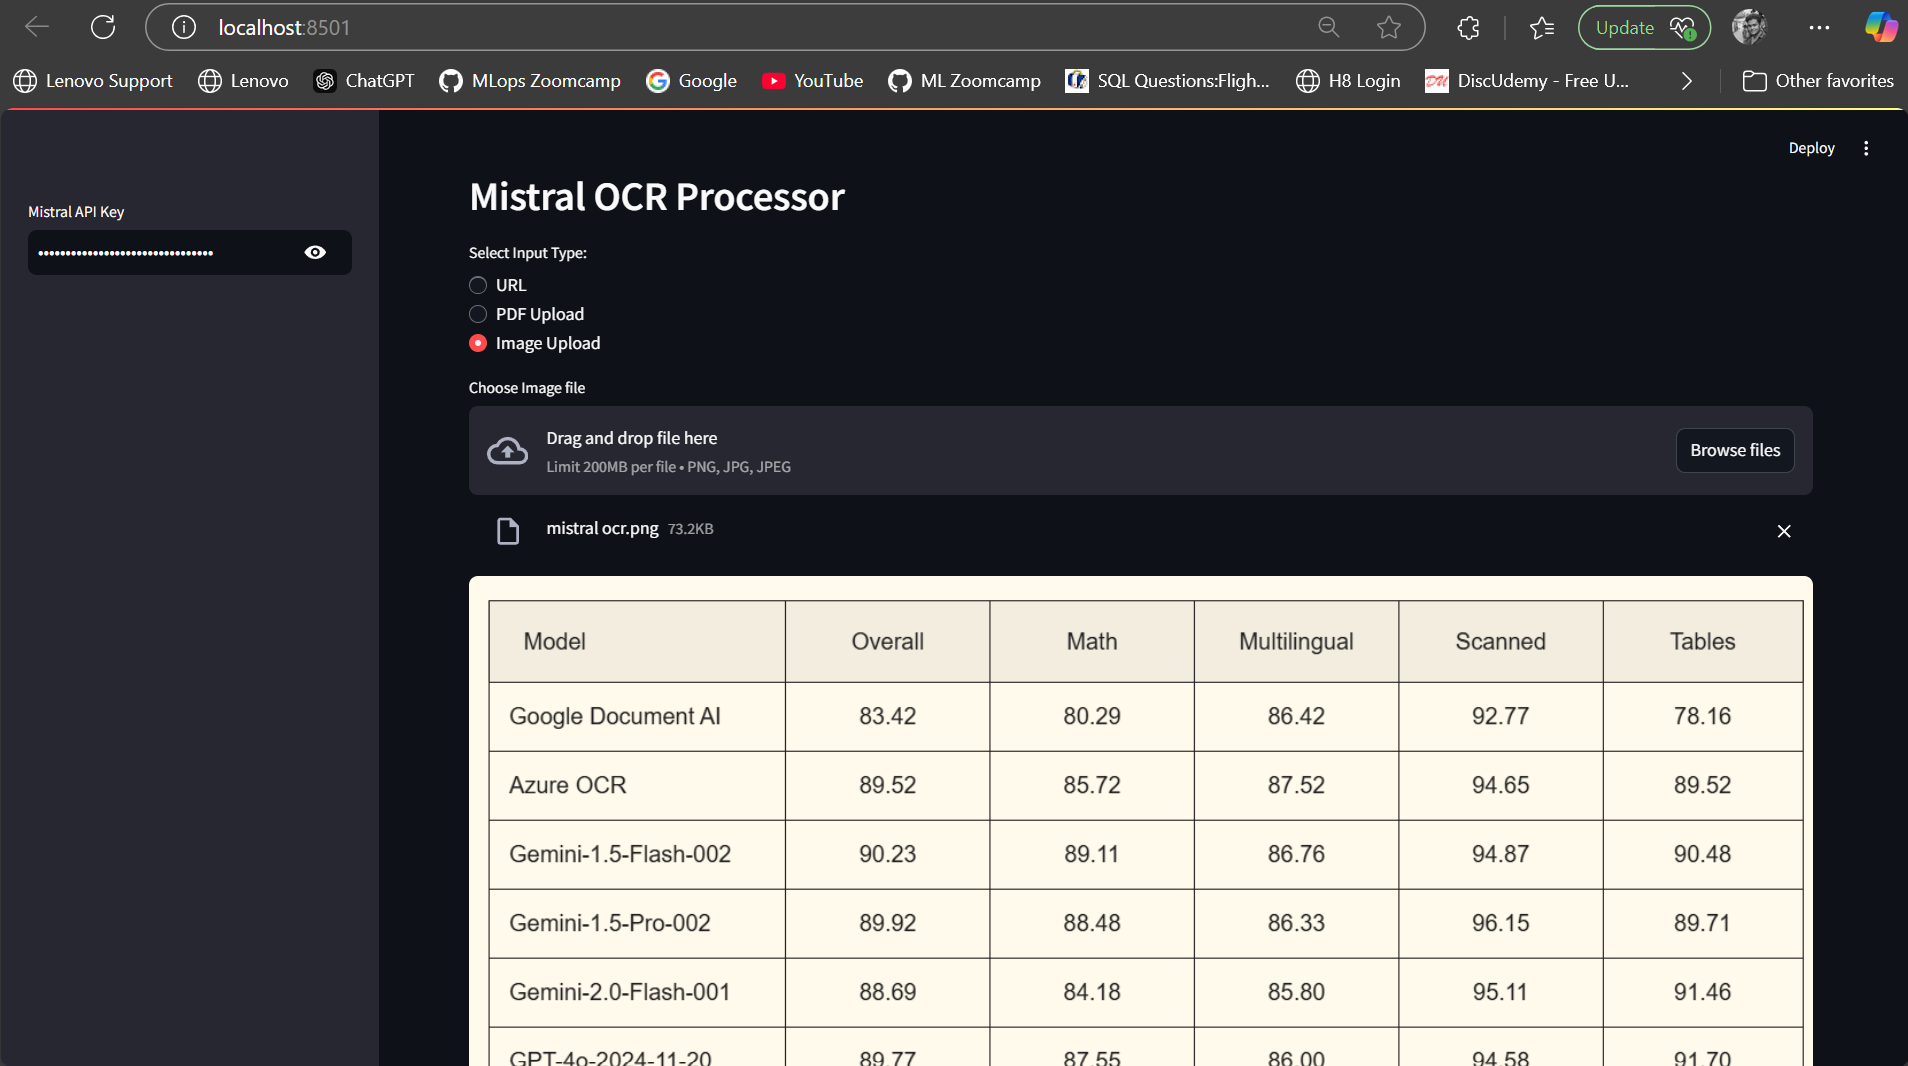 localhost:8501
Update
Lenovo Support Lenovo ChatGPT MLops Zoomcamp Google YouTube ML Zoomcamp SQL Questions:Fligh... H8 Login DiscUdemy - Free U... Other favorites
Deploy
Mistral API Key
Mistral OCR Processor
Select Input Type:
URL
PDF Upload
Image Upload
Choose Image file
Drag and drop file here
Limit 200MB per file • PNG, JPG, JPEG
Browse files
mistral ocr.png 73.2KB
Model Overall Math Multilingual Scanned Tables
Google Document AI 83.42 80.29 86.42 92.77 78.16
Azure OCR 89.52 85.72 87.52 94.65 89.52
Gemini-1.5-Flash-002 90.23 89.11 86.76 94.87 90.48
Gemini-1.5-Pro-002 89.92 88.48 86.33 96.15 89.71
Gemini-2.0-Flash-001 88.69 84.18 85.80 95.11 91.46
GPT-4o-2024-11-20 89.77 87.55 86.00 94.58 91.70